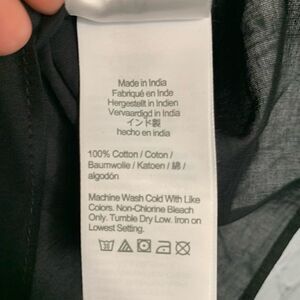 Made in India
Fabriqué en Inde
Hergestellt in Indien
Vervaardigd in India
インド製
hecho en India
100% Cotton / Coton /
Baumwolle / Katoen / 綿 /
algodón
Machine Wash Cold With Like
Colors. Non-Chlorine Bleach
Only. Tumble Dry Low. Iron on
Lowest Setting.